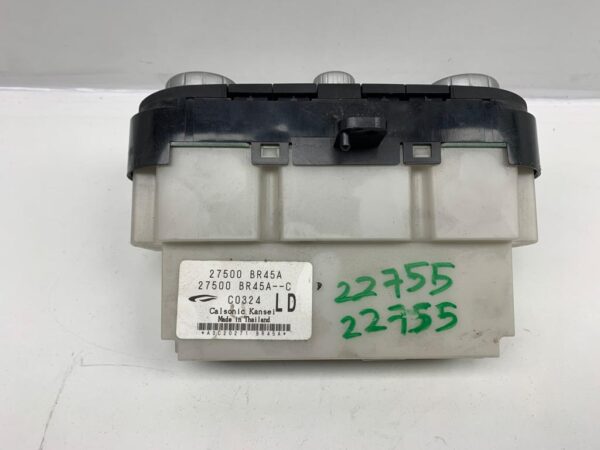 27500 BR45A
27500 BR45A--C
C0324 LD
Calsonic Kansei
Made in Thailand
22755
22755